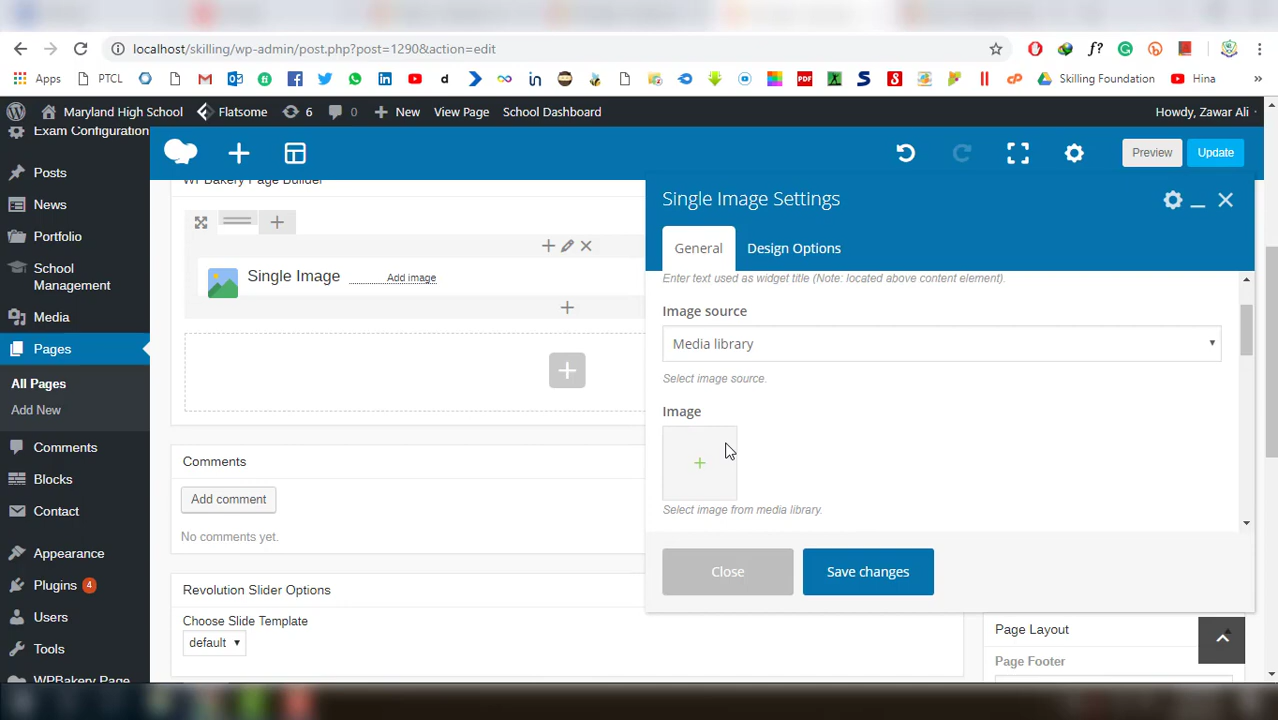 localhost/skilling/wp-admin/post.php?post=1290&action=edit
Apps PTCL Skilling Foundation Hina
Maryland High School Flatsome 6 0 New View Page School Dashboard Howdy, Zawar Ali
Exam Configuration
Posts
News
Portfolio
School Management
Media
Pages
All Pages
Add New
Comments
Blocks
Contact
Appearance
Plugins 4
Users
Tools
WPBakery Page
Preview Update
WPBakery Page Builder
Single Image Add image
Comments
Add comment
No comments yet.
Revolution Slider Options
Choose Slide Template
default
Single Image Settings
General Design Options
Enter text used as widget title (Note: located above content element).
Image source
Media library
Select image source.
Image
Select image from media library.
Close Save changes
Page Layout
Page Footer